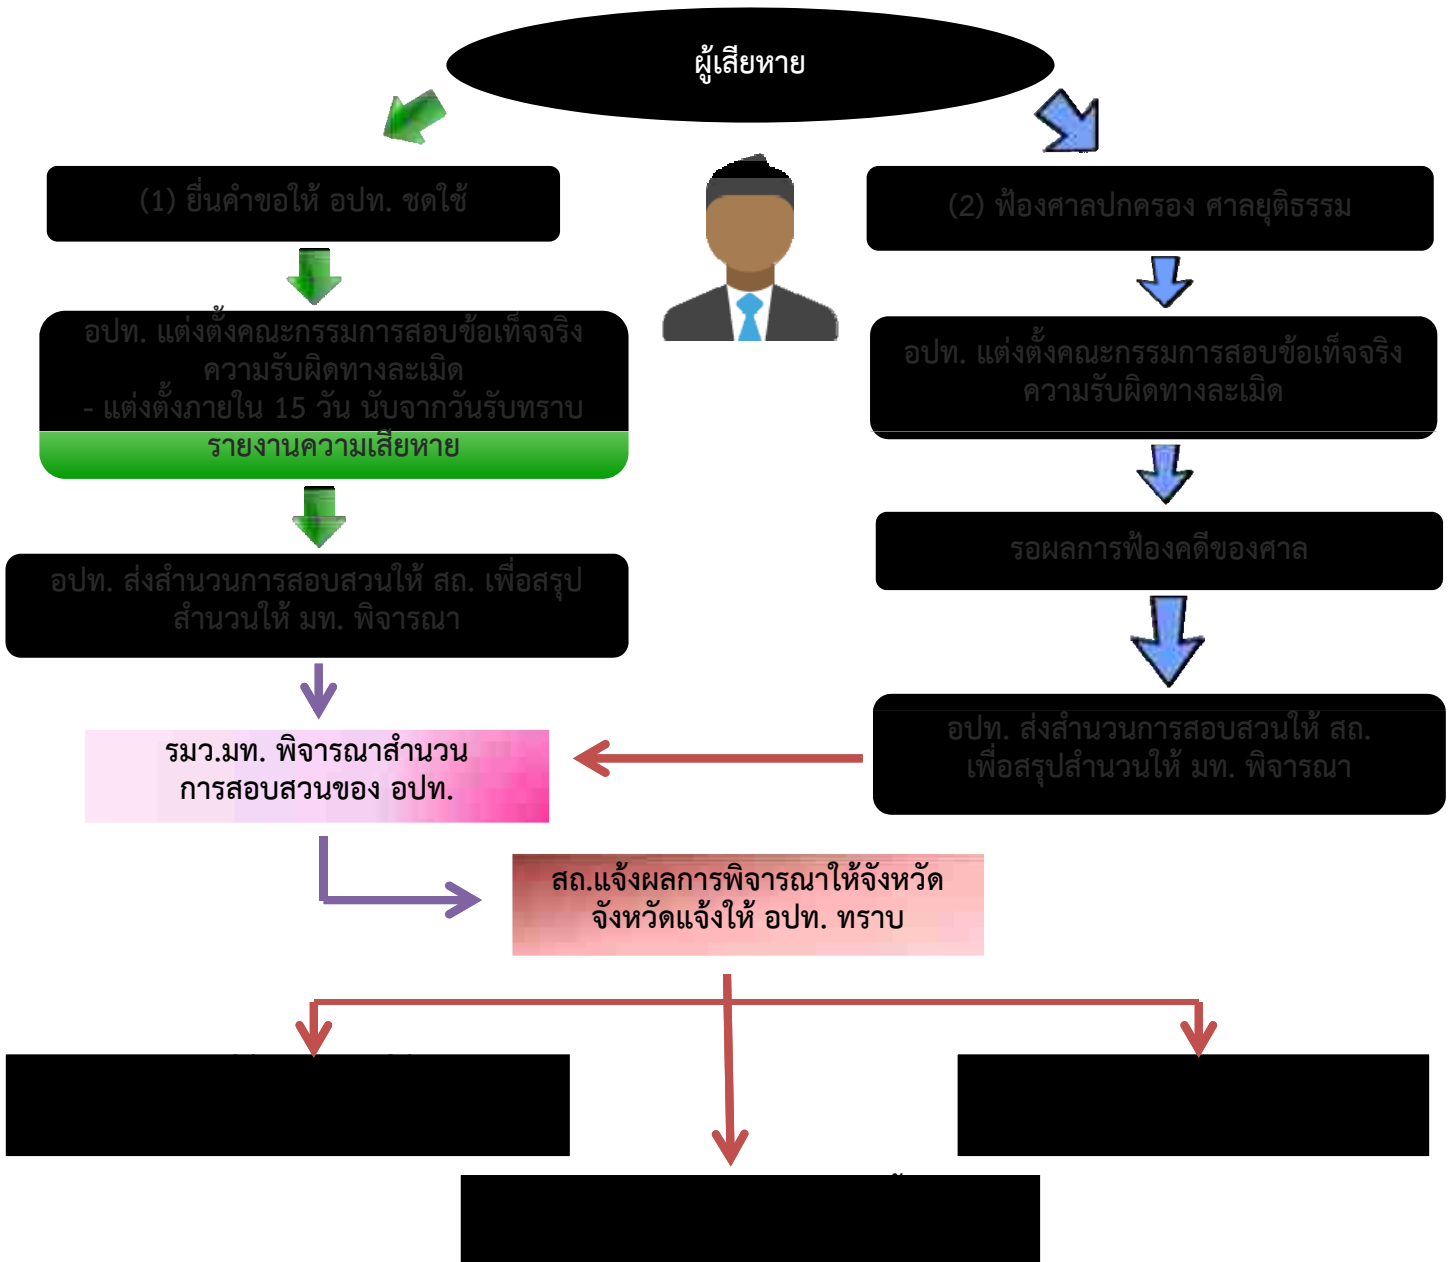 ผู้เสียหาย
(1) ยื่นคำขอให้ อปท. ชดใช้
(2) ฟ้องศาลปกครอง ศาลยุติธรรม
อปท. แต่งตั้งคณะกรรมการสอบข้อเท็จจริง
ความรับผิดทางละเมิด
- แต่งตั้งภายใน 15 วัน นับจากวันรับทราบ
รายงานความเสียหาย
อปท. แต่งตั้งคณะกรรมการสอบข้อเท็จจริง
ความรับผิดทางละเมิด
รอผลการฟ้องคดีของศาล
อปท. ส่งสำนวนการสอบสวนให้ สถ. เพื่อสรุป
สำนวนให้ มท. พิจารณา
อปท. ส่งสำนวนการสอบสวนให้ สถ.
เพื่อสรุปสำนวนให้ มท. พิจารณา
รมว.มท. พิจารณาสำนวน
การสอบสวนของ อปท.
สถ.แจ้งผลการพิจารณาให้จังหวัด
จังหวัดแจ้งให้ อปท. ทราบ